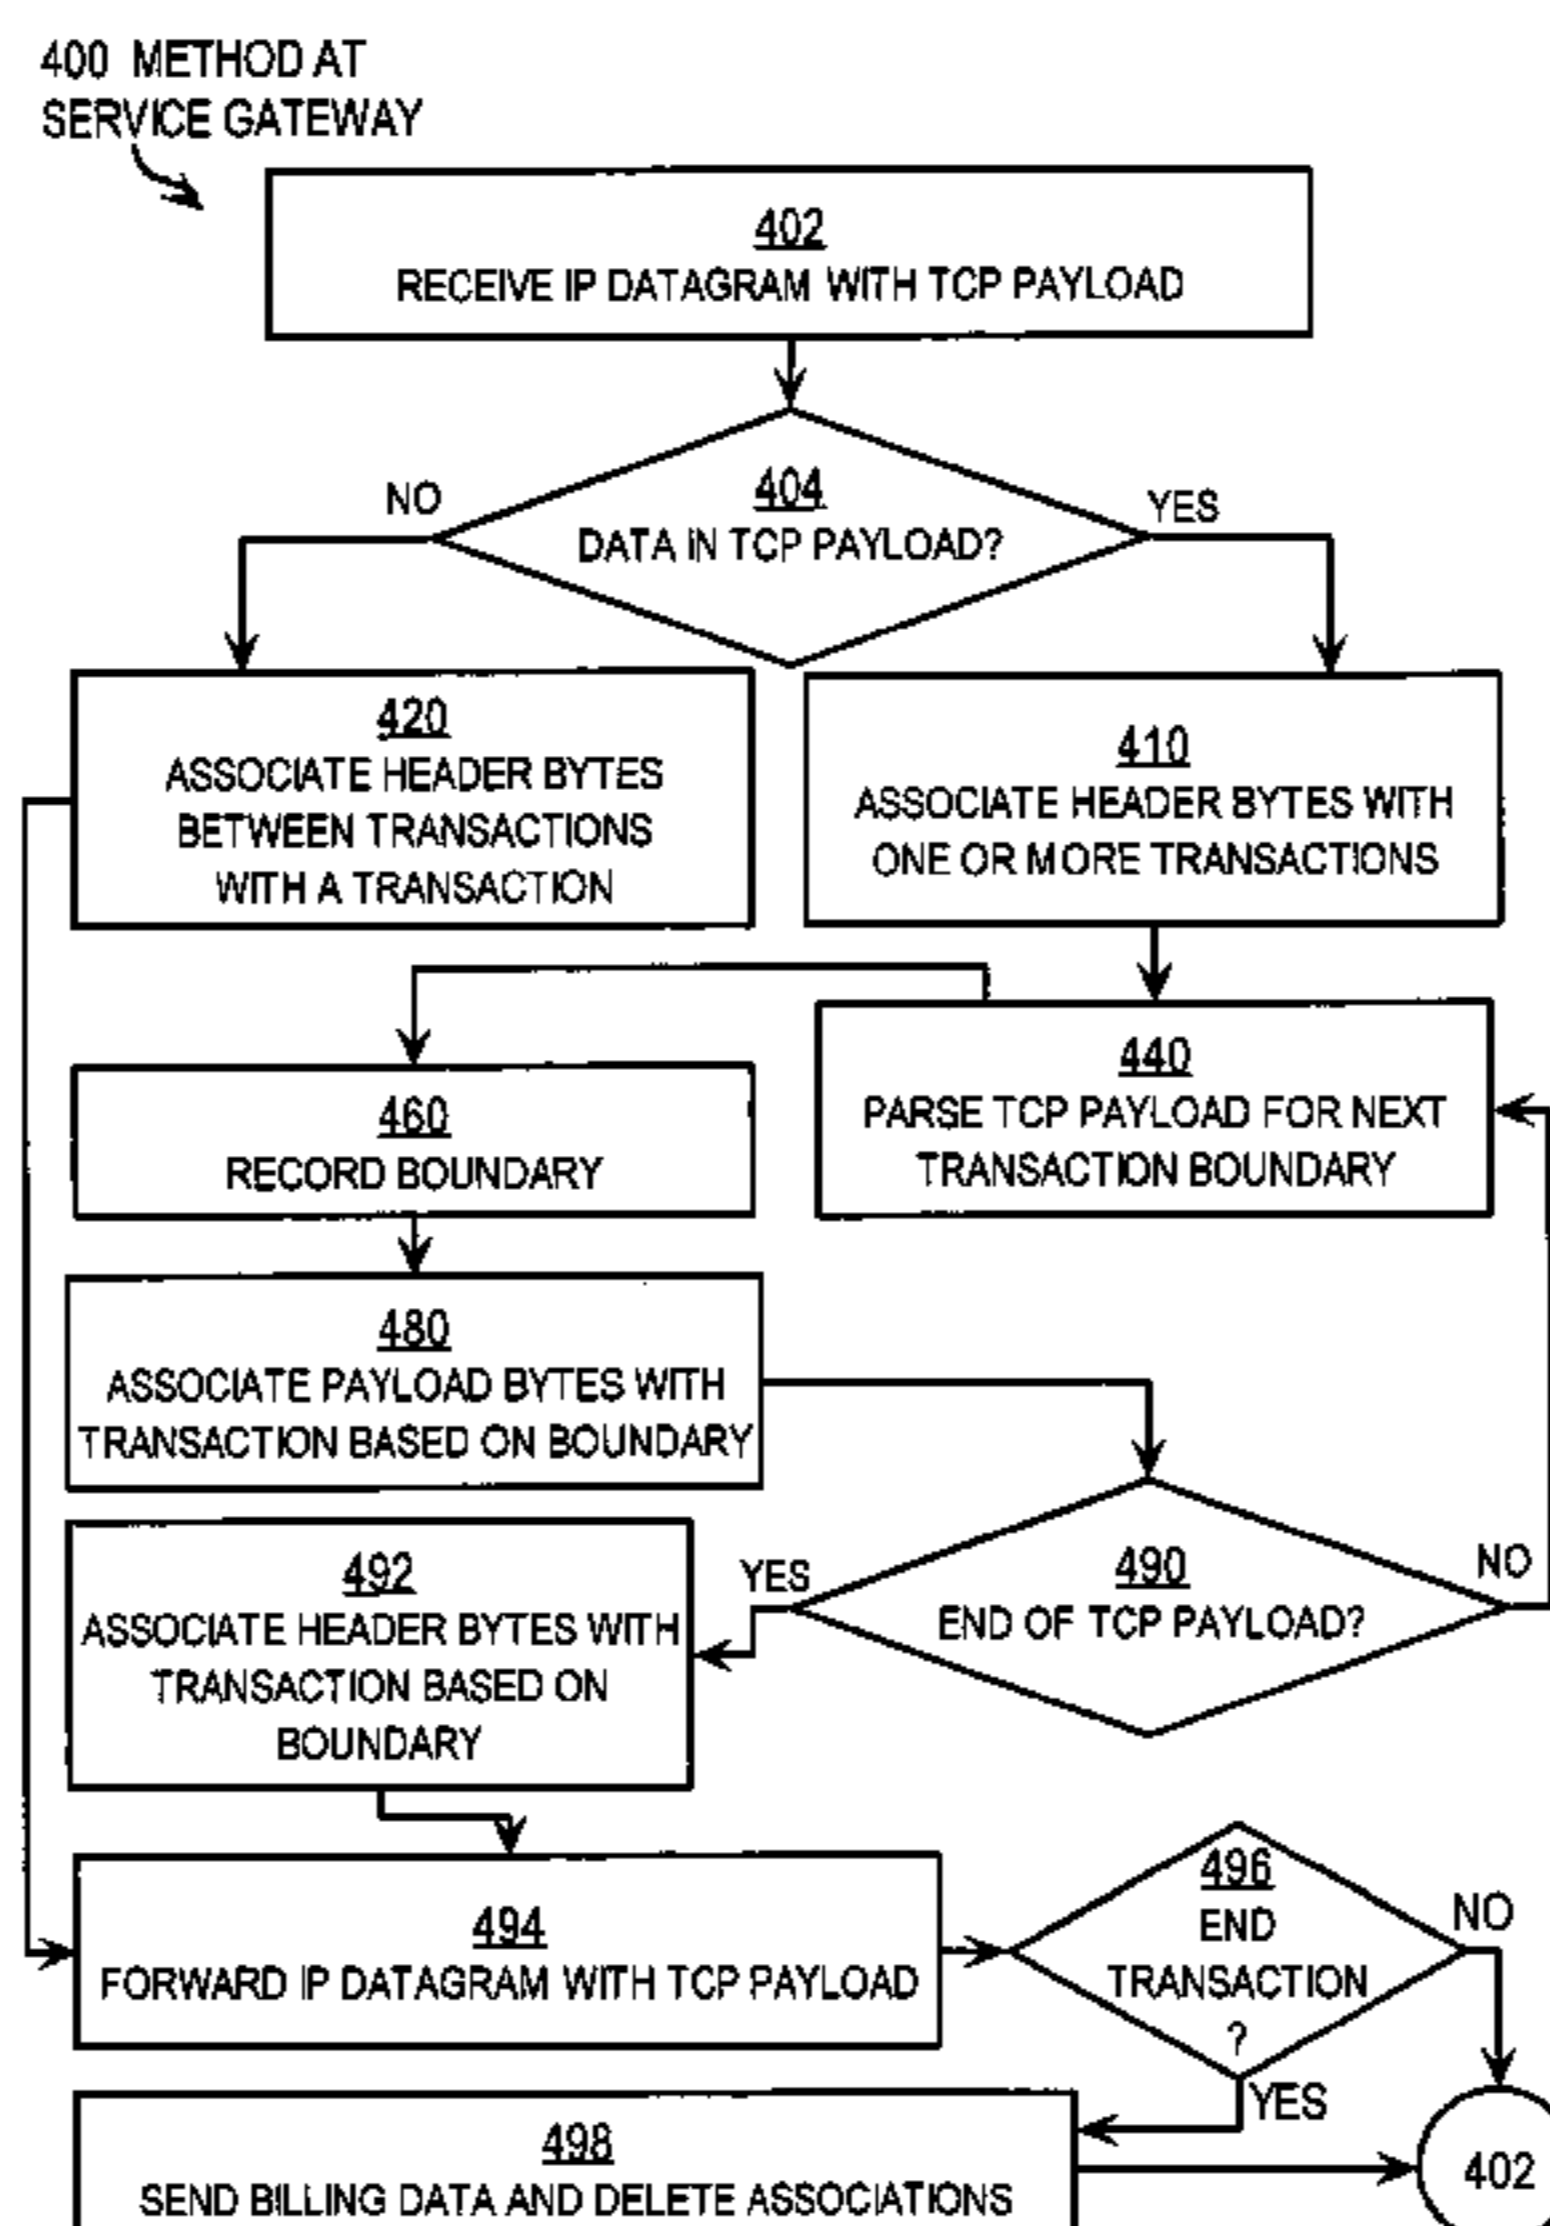 400 METHOD AT
SERVICE GATEWAY
402
RECEIVE IP DATAGRAM WITH TCP PAYLOAD
404
DATA IN TCP PAYLOAD?
NO
YES
420
ASSOCIATE HEADER BYTES
BETWEEN TRANSACTIONS
WITH A TRANSACTION
410
ASSOCIATE HEADER BYTES WITH
ONE OR MORE TRANSACTIONS
440
PARSE TCP PAYLOAD FOR NEXT
TRANSACTION BOUNDARY
460
RECORD BOUNDARY
480
ASSOCIATE PAYLOAD BYTES WITH
TRANSACTION BASED ON BOUNDARY
490
END OF TCP PAYLOAD?
YES
NO
492
ASSOCIATE HEADER BYTES WITH
TRANSACTION BASED ON
BOUNDARY
494
FORWARD IP DATAGRAM WITH TCP PAYLOAD
496
END
TRANSACTION
?
NO
YES
498
SEND BILLING DATA AND DELETE ASSOCIATIONS
402